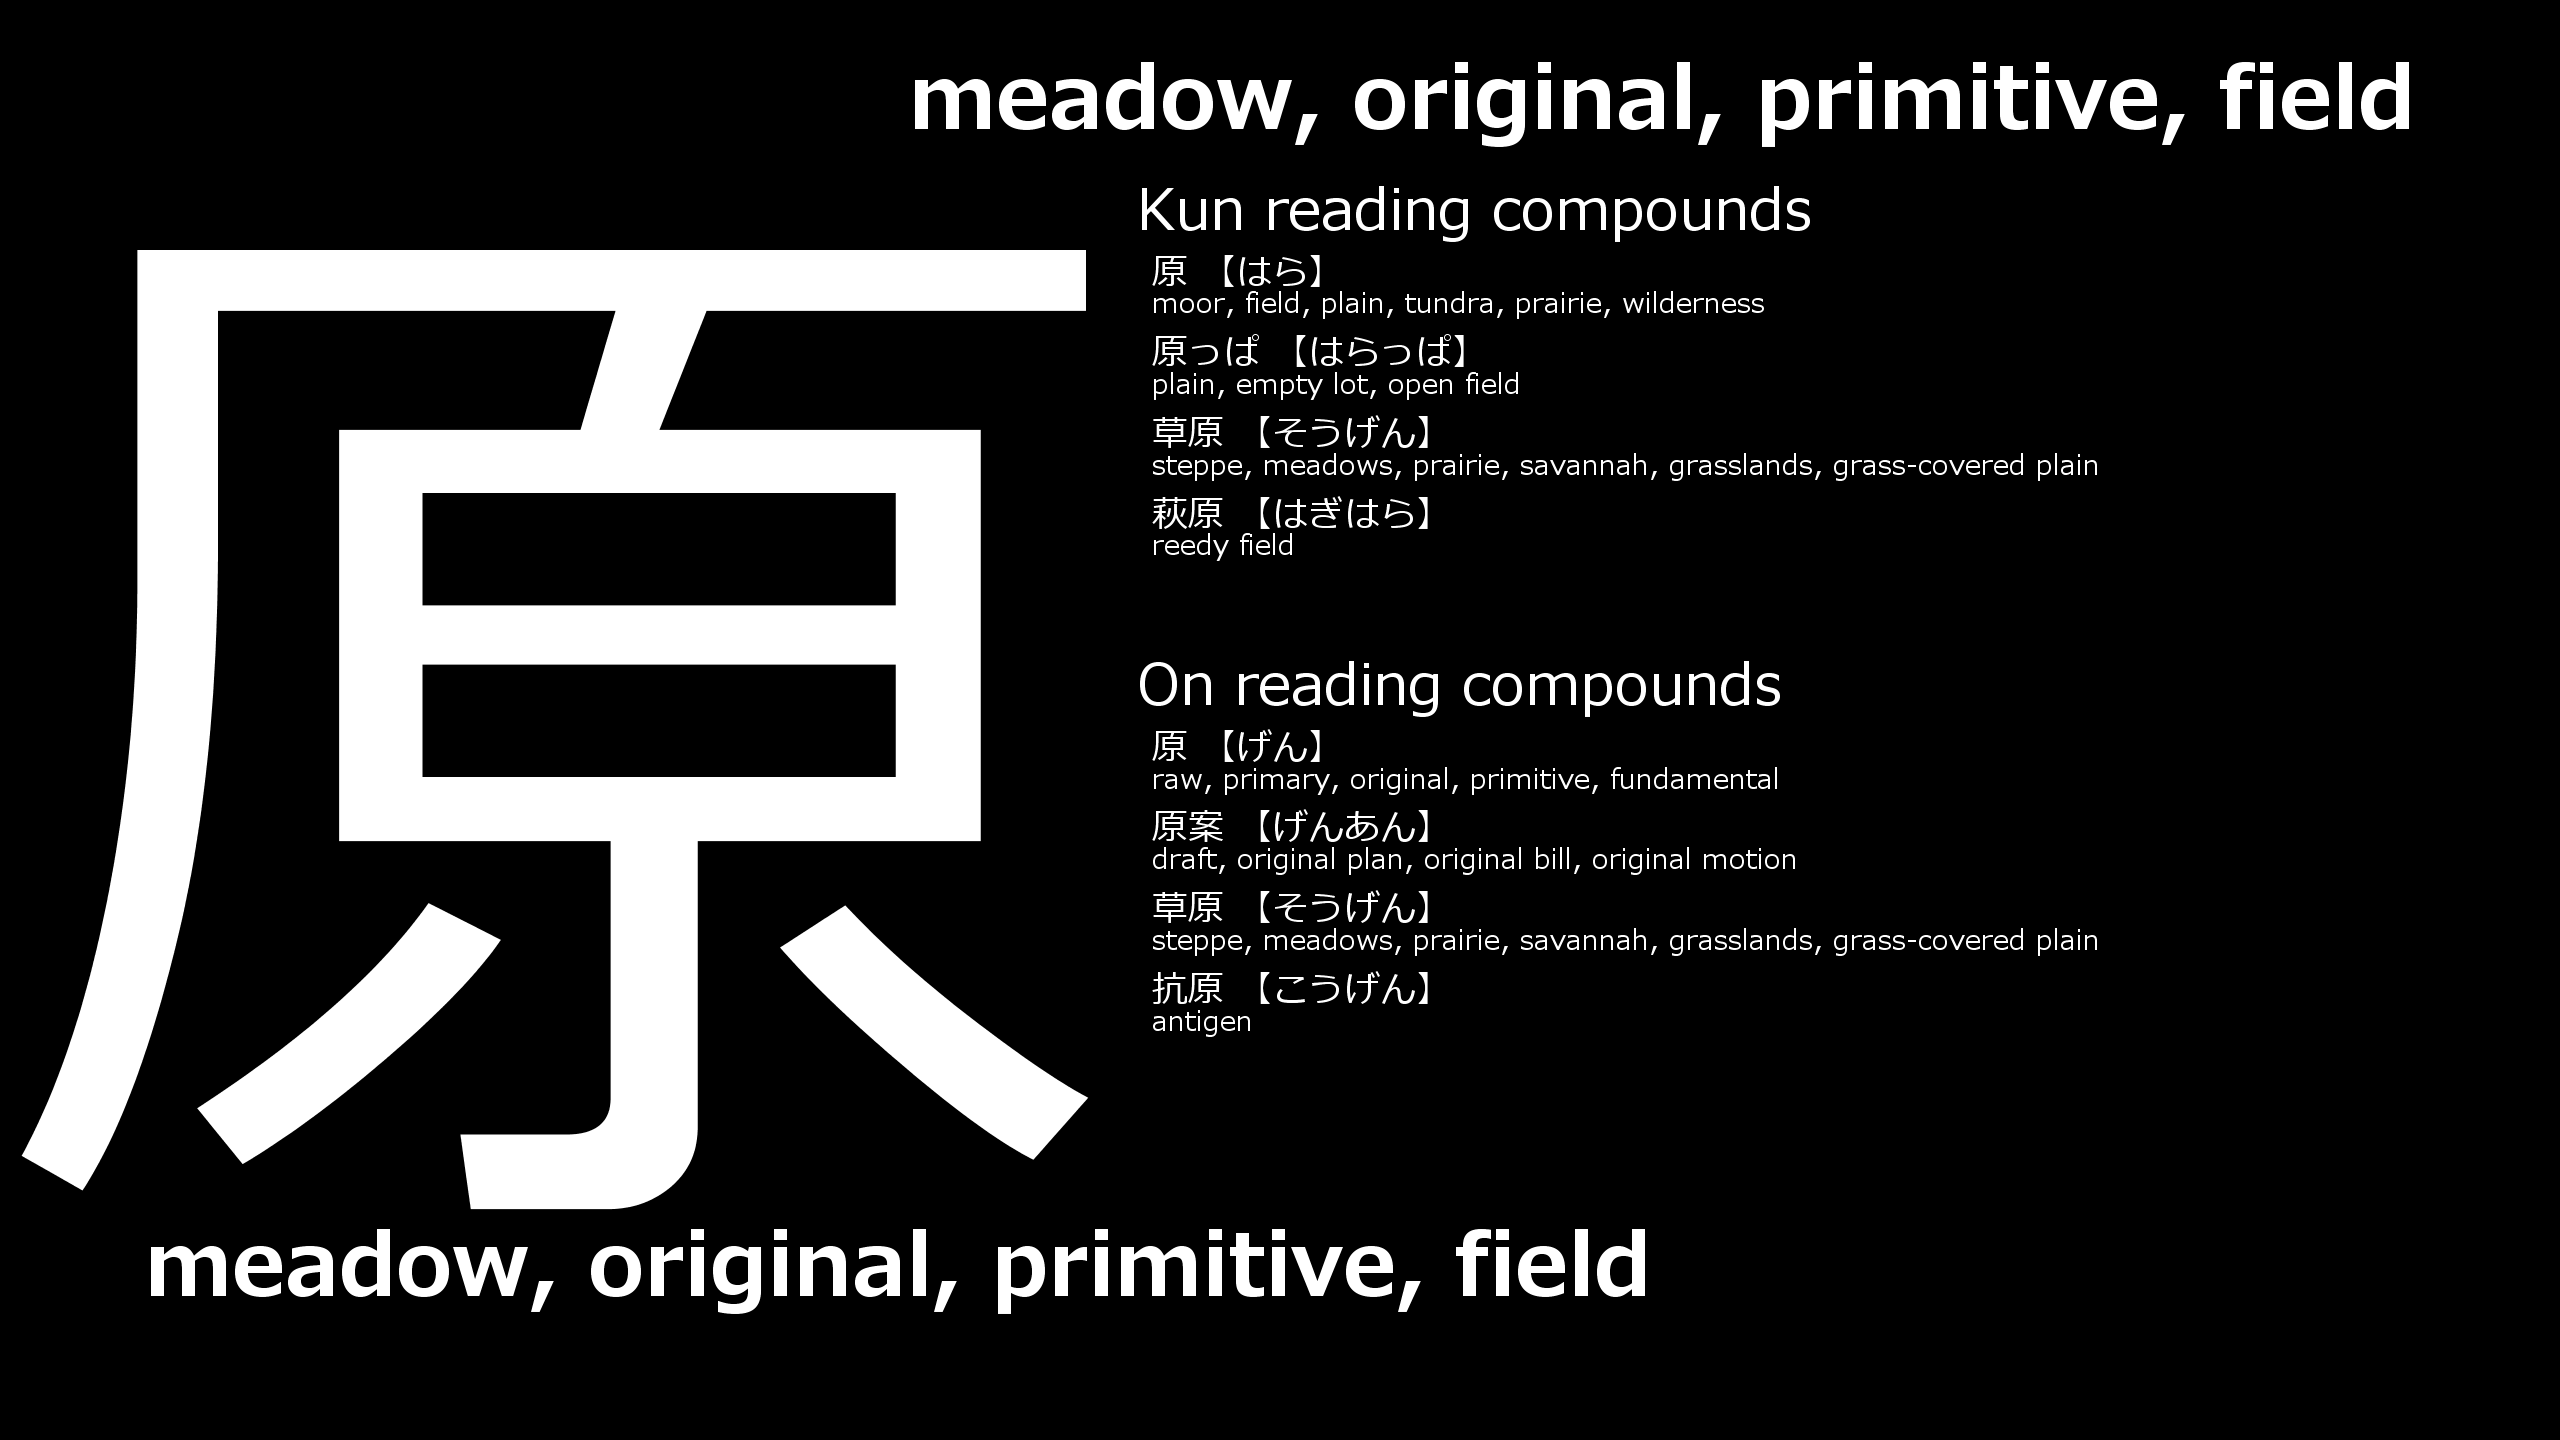 meadow, original, primitive, field
原
Kun reading compounds
原 【はら】
moor, field, plain, tundra, prairie, wilderness
原っぱ 【はらっぱ】
plain, empty lot, open field
草原 【そうげん】
steppe, meadows, prairie, savannah, grasslands, grass-covered plain
萩原 【はぎはら】
reedy field
On reading compounds
原 【げん】
raw, primary, original, primitive, fundamental
原案 【げんあん】
draft, original plan, original bill, original motion
草原 【そうげん】
steppe, meadows, prairie, savannah, grasslands, grass-covered plain
抗原 【こうげん】
antigen
meadow, original, primitive, field